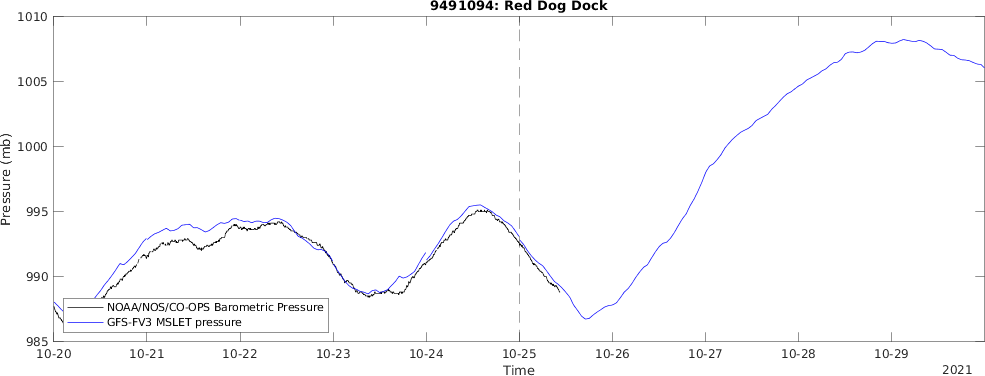 9491094: Red Dog Dock
Pressure (mb)
1010
1005
1000
995
990
985
NOAA/NOS/CO-OPS Barometric Pressure
GFS-FV3 MSLET pressure
10-20 10-21 10-22 10-23 10-24 10-25 10-26 10-27 10-28 10-29
Time
2021